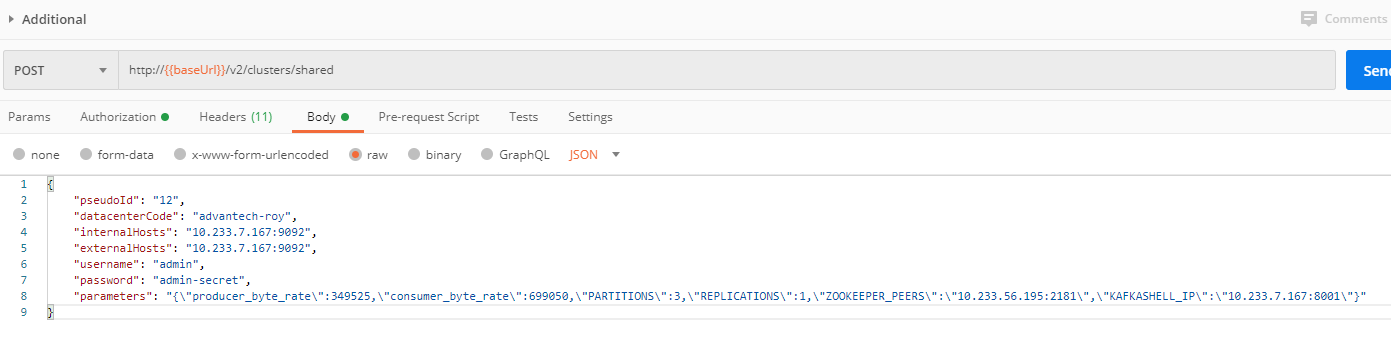 Additional
Comments
POST
http://{{baseUrl}}/v2/clusters/shared
Send
Params Authorization Headers (11) Body Pre-request Script Tests Settings
none form-data x-www-form-urlencoded raw binary GraphQL JSON
1 {
2 "pseudoId": "12",
3 "datacenterCode": "advantech-roy",
4 "internalHosts": "10.233.7.167:9092",
5 "externalHosts": "10.233.7.167:9092",
6 "username": "admin",
7 "password": "admin-secret",
8 "parameters": "{\"producer_byte_rate\":349525,\"consumer_byte_rate\":699050,\"PARTITIONS\":3,\"REPLICATIONS\":1,\"ZOOKEEPER_PEERS\":\"10.233.56.195:2181\",\"KAFKASHELL_IP\":\"10.233.7.167:8001\"}"
9 }